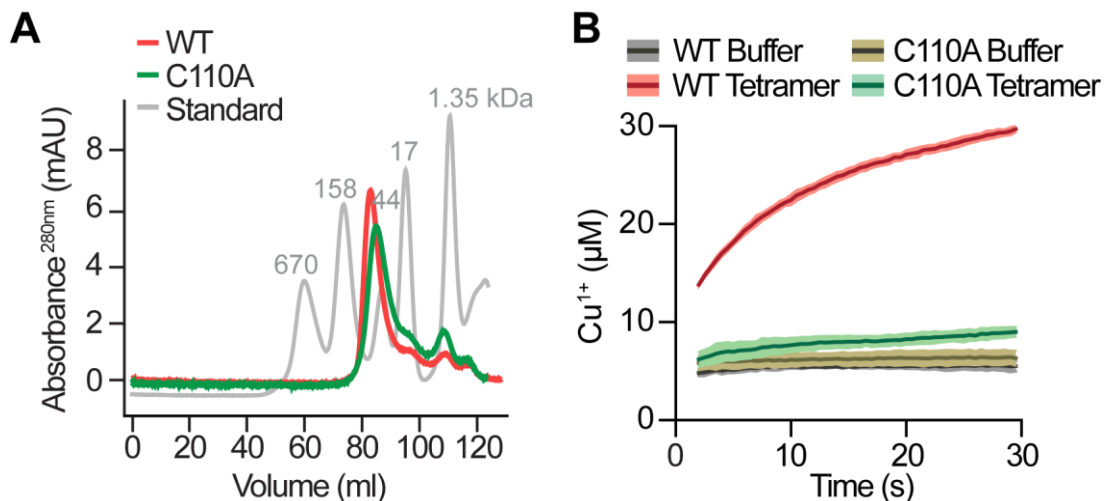 A
WT
C110A
Standard
1.35 kDa
17
158
44
670
Absorbance 280nm (mAU)
8
6
4
2
0
0 20 40 60 80 100 120
Volume (ml)
B
WT Buffer C110A Buffer
WT Tetramer C110A Tetramer
Cu¹⁺ (µM)
30
20
10
0
0 10 20 30
Time (s)